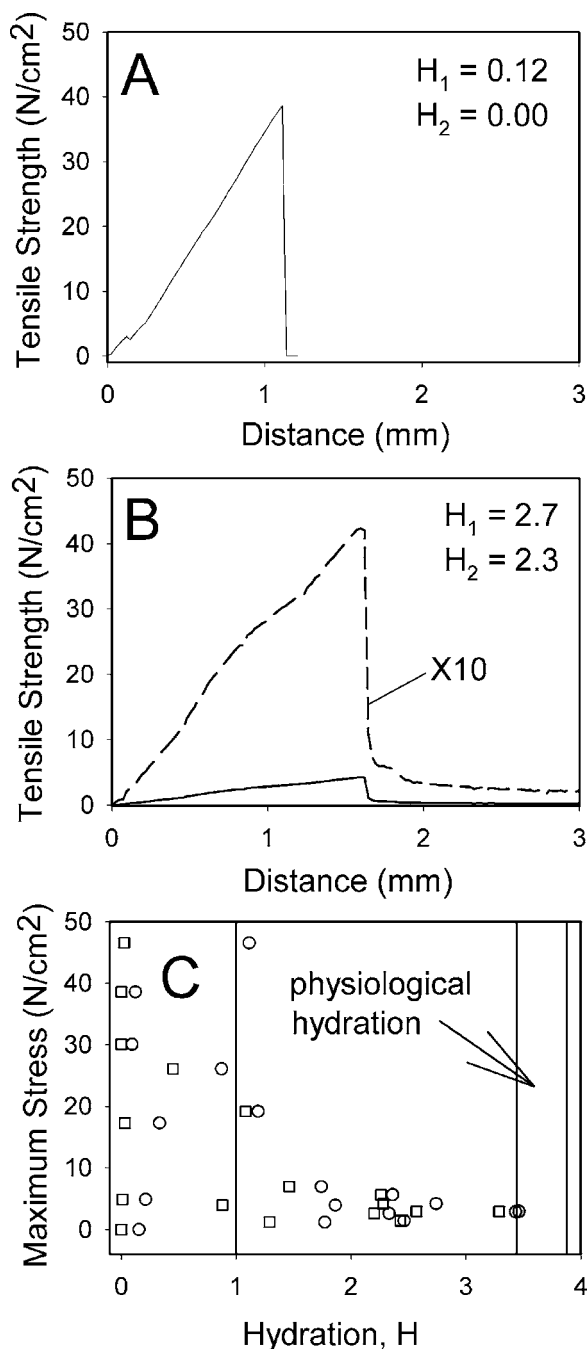 A
H1 = 0.12
H2 = 0.00
Tensile Strength (N/cm2)
50
40
30
20
10
0
0 1 2 3
Distance (mm)
B
H1 = 2.7
H2 = 2.3
X10
Tensile Strength (N/cm2)
50
40
30
20
10
0
0 1 2 3
Distance (mm)
C
physiological
hydration
Maximum Stress (N/cm2)
50
40
30
20
10
0
0 1 2 3 4
Hydration, H